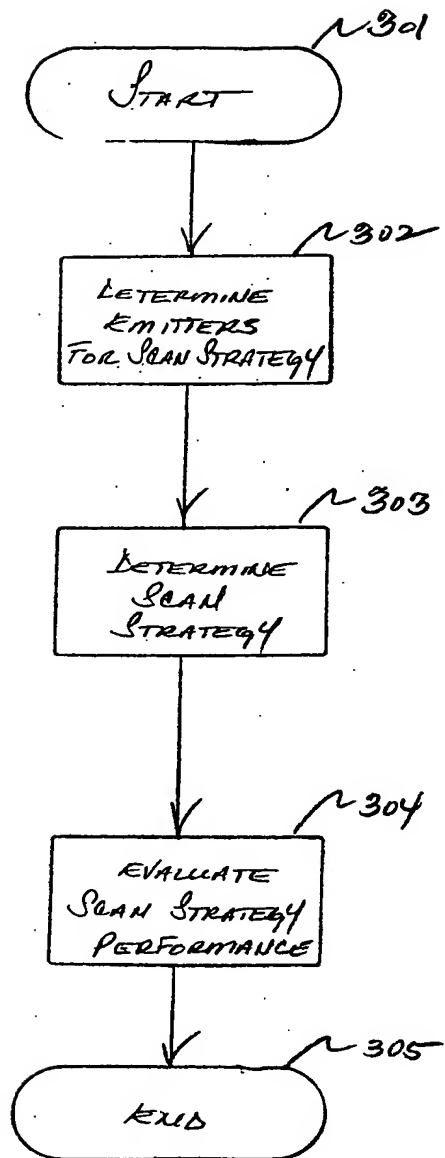 301
START
302
DETERMINE
EMITTERS
FOR SCAN STRATEGY
303
DETERMINE
SCAN
STRATEGY
304
EVALUATE
SCAN STRATEGY
PERFORMANCE
305
END